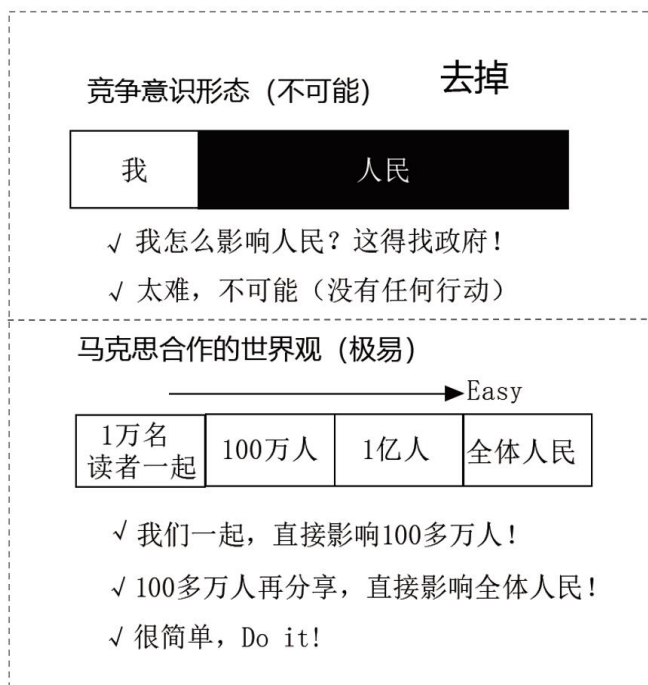 竞争意识形态（不可能） 去掉
我 人民
√ 我怎么影响人民？这得找政府！
√ 太难，不可能（没有任何行动）
马克思合作的世界观（极易）
Easy
1万名
读者一起
100万人
1亿人
全体人民
√ 我们一起，直接影响100多万人！
√ 100多万人再分享，直接影响全体人民！
√ 很简单，Do it!